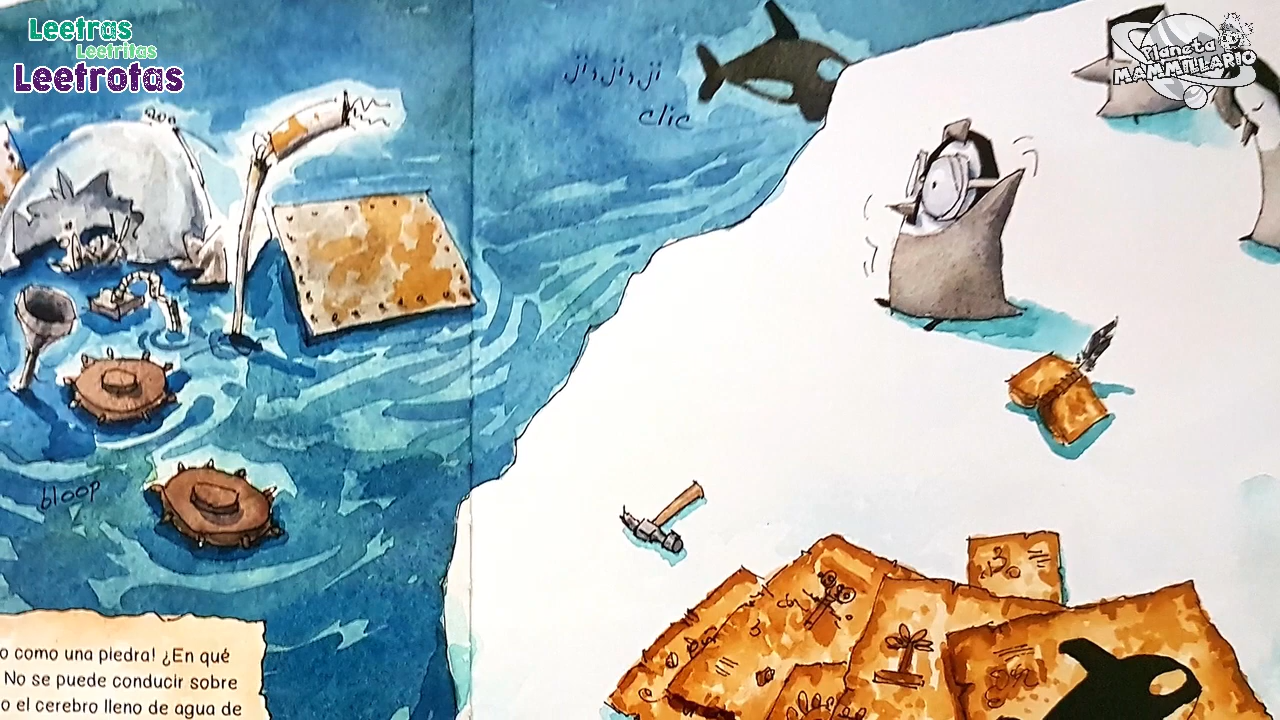 Leetras
Leetritas
Leetrotas
Planeta
MAMMILLARIO
ji, ji, ji
clic
bloop
o como una piedra! ¿En qué
No se puede conducir sobre
o el cerebro lleno de agua de